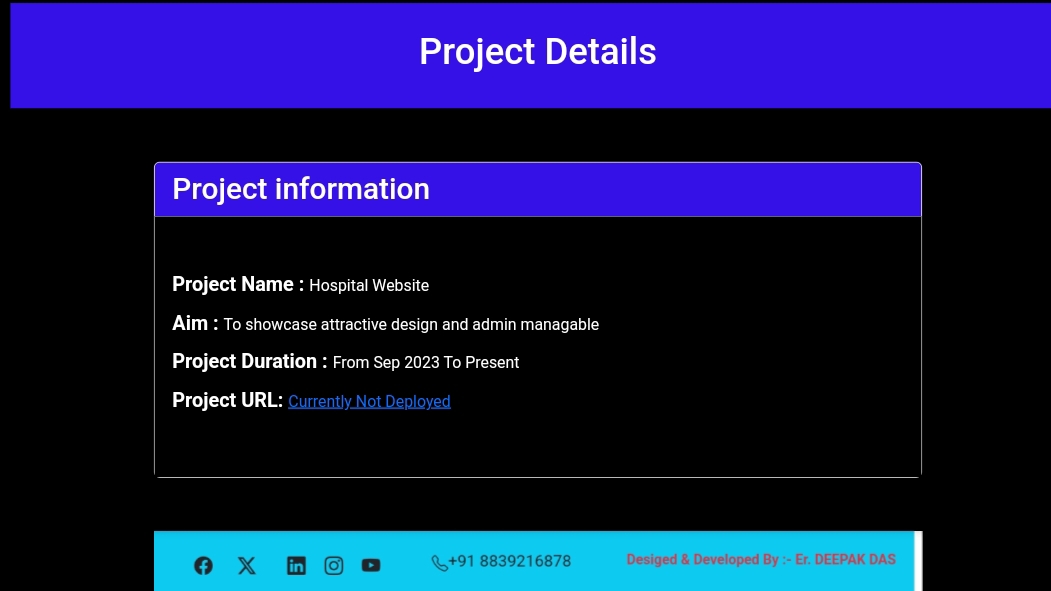 Project Details
Project information
Project Name : Hospital Website
Aim : To showcase attractive design and admin managable
Project Duration : From Sep 2023 To Present
Project URL: Currently Not Deployed
+91 8839216878 Desiged & Developed By :- Er. DEEPAK DAS